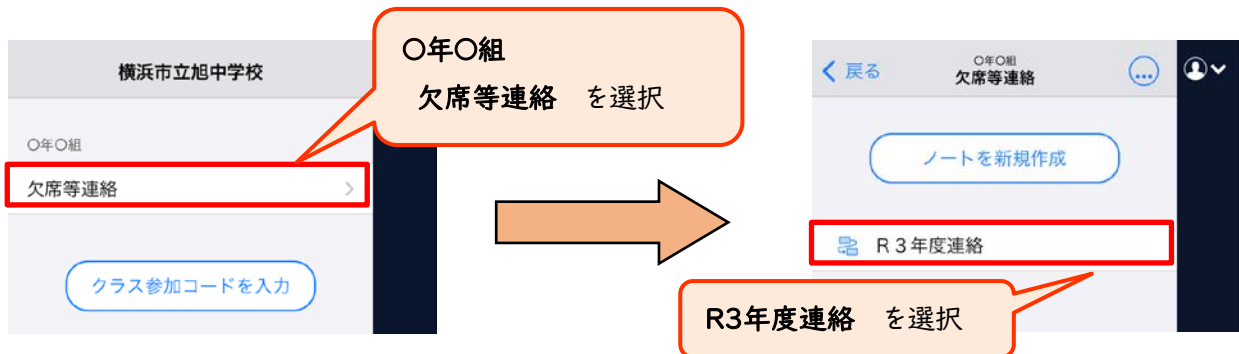 横浜市立旭中学校
〇年〇組
欠席等連絡
クラス参加コードを入力
〇年〇組
欠席等連絡 を選択
戻る
〇年〇組
欠席等連絡
ノートを新規作成
R3年度連絡
R3年度連絡 を選択